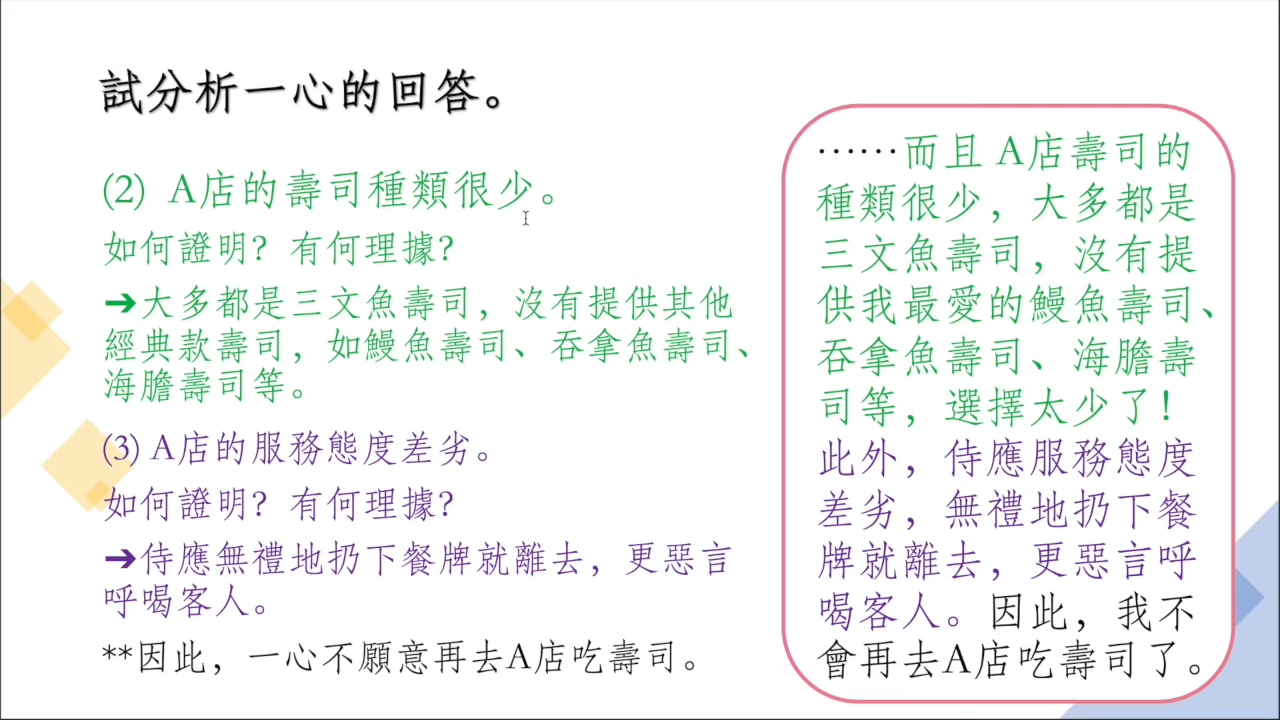 試分析一心的回答。
(2) A店的壽司種類很少。
如何證明？有何理據？
➔大多都是三文魚壽司，沒有提供其他
經典款壽司，如鰻魚壽司、吞拿魚壽司、
海膽壽司等。
(3) A店的服務態度差劣。
如何證明？有何理據？
➔侍應無禮地扔下餐牌就離去，更惡言
呼喝客人。
**因此，一心不願意再去A店吃壽司。
……而且 A店壽司的
種類很少，大多都是
三文魚壽司，沒有提
供我最愛的鰻魚壽司、
吞拿魚壽司、海膽壽
司等，選擇太少了！
此外，侍應服務態度
差劣，無禮地扔下餐
牌就離去，更惡言呼
喝客人。因此，我不
會再去A店吃壽司了。